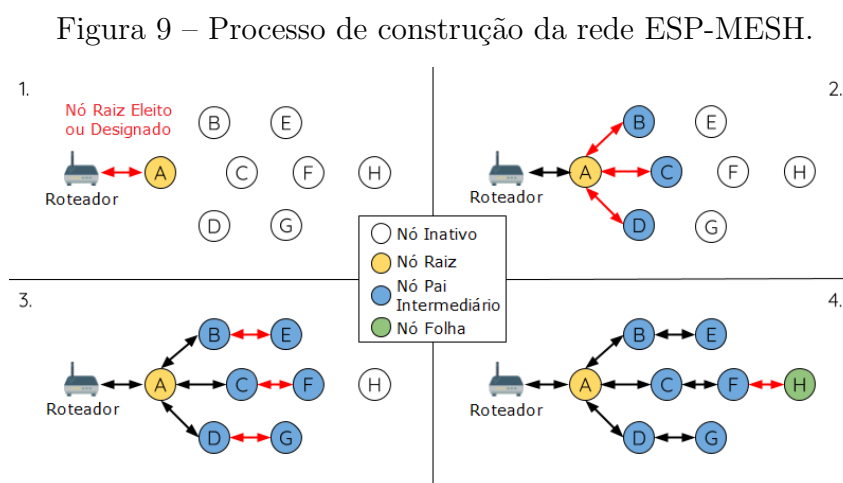 Figura 9 – Processo de construção da rede ESP-MESH.
1.
Nó Raiz Eleito
ou Designado
Roteador
A
B
E
C
F
H
D
G
2.
Roteador
A
B
E
C
F
H
D
G
Nó Inativo
Nó Raiz
Nó Pai
Intermediário
Nó Folha
3.
Roteador
A
B
E
C
F
H
D
G
4.
Roteador
A
B
E
C
F
H
D
G